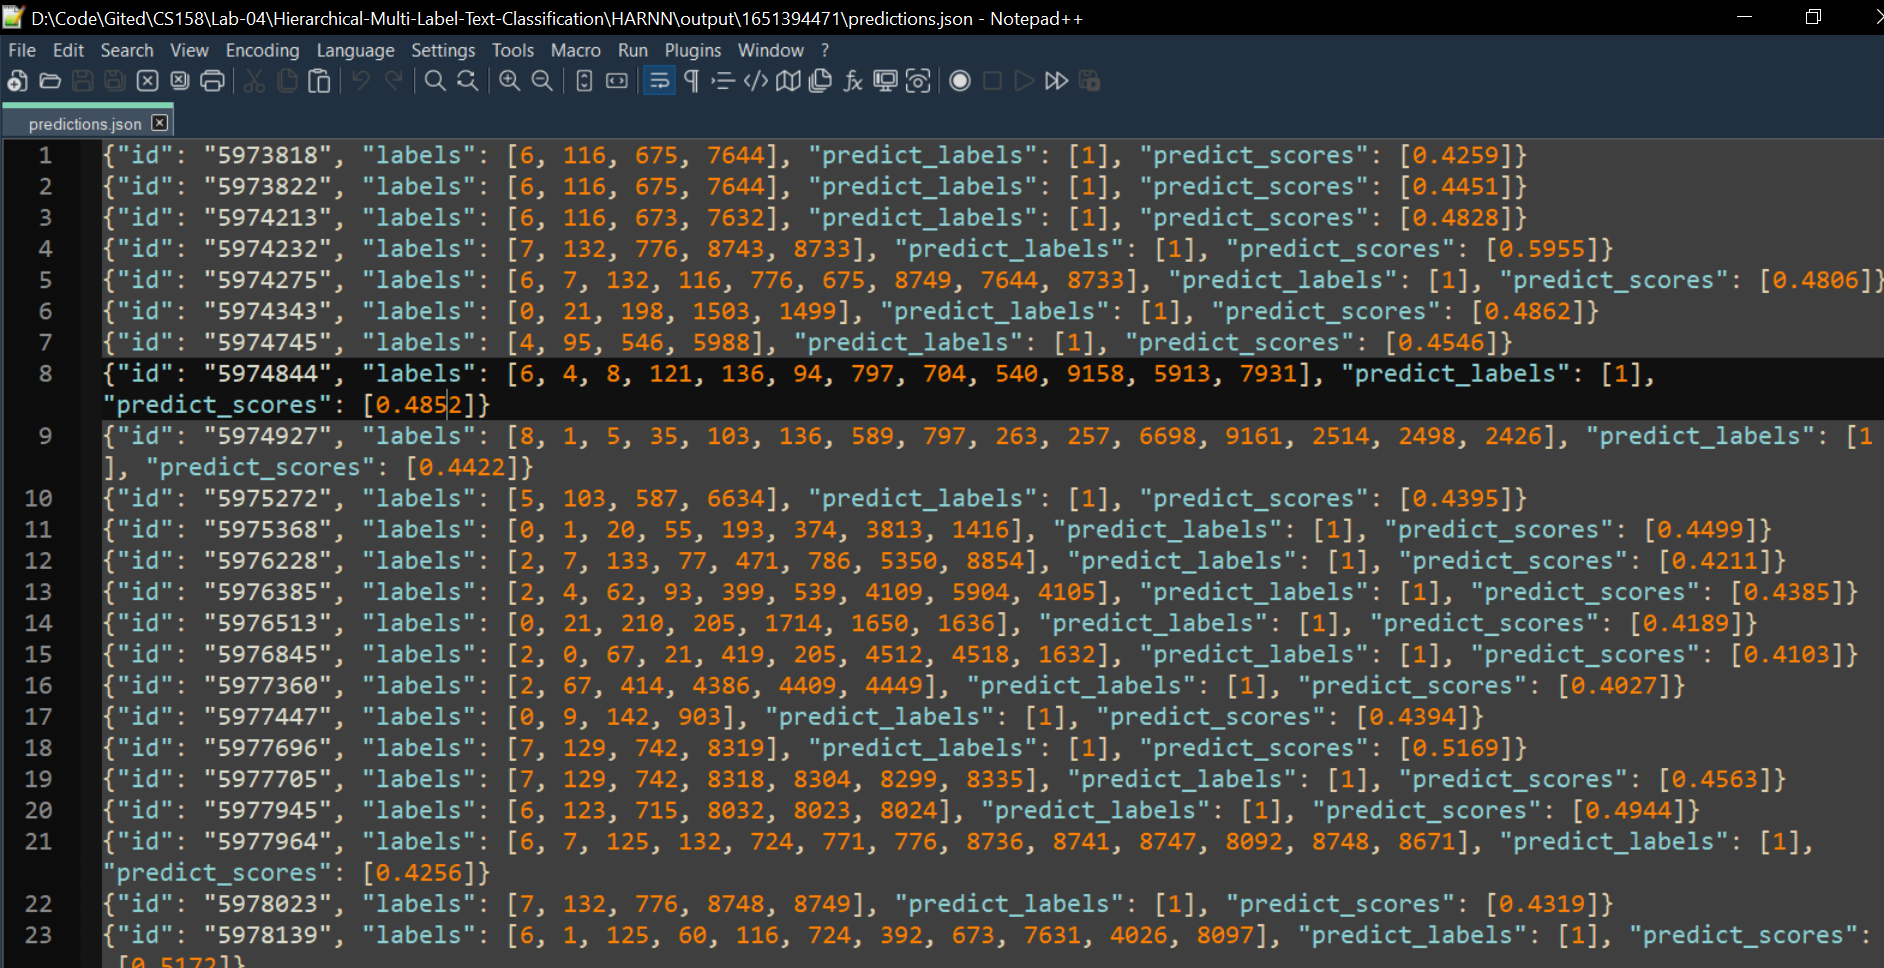 D:\Code\Gited\CS158\Lab-04\Hierarchical-Multi-Label-Text-Classification\HARNN\output\1651394471\predictions.json - Notepad++
File Edit Search View Encoding Language Settings Tools Macro Run Plugins Window ?
predictions.json
1 {"id": "5973818", "labels": [6, 116, 675, 7644], "predict_labels": [1], "predict_scores": [0.4259]}
2 {"id": "5973822", "labels": [6, 116, 675, 7644], "predict_labels": [1], "predict_scores": [0.4451]}
3 {"id": "5974213", "labels": [6, 116, 673, 7632], "predict_labels": [1], "predict_scores": [0.4828]}
4 {"id": "5974232", "labels": [7, 132, 776, 8743, 8733], "predict_labels": [1], "predict_scores": [0.5955]}
5 {"id": "5974275", "labels": [6, 7, 132, 116, 776, 675, 8749, 7644, 8733], "predict_labels": [1], "predict_scores": [0.4806]}
6 {"id": "5974343", "labels": [0, 21, 198, 1503, 1499], "predict_labels": [1], "predict_scores": [0.4862]}
7 {"id": "5974745", "labels": [4, 95, 546, 5988], "predict_labels": [1], "predict_scores": [0.4546]}
8 {"id": "5974844", "labels": [6, 4, 8, 121, 136, 94, 797, 704, 540, 9158, 5913, 7931], "predict_labels": [1],
"predict_scores": [0.4852]}
9 {"id": "5974927", "labels": [8, 1, 5, 35, 103, 136, 589, 797, 263, 257, 6698, 9161, 2514, 2498, 2426], "predict_labels": [1
], "predict_scores": [0.4422]}
10 {"id": "5975272", "labels": [5, 103, 587, 6634], "predict_labels": [1], "predict_scores": [0.4395]}
11 {"id": "5975368", "labels": [0, 1, 20, 55, 193, 374, 3813, 1416], "predict_labels": [1], "predict_scores": [0.4499]}
12 {"id": "5976228", "labels": [2, 7, 133, 77, 471, 786, 5350, 8854], "predict_labels": [1], "predict_scores": [0.4211]}
13 {"id": "5976385", "labels": [2, 4, 62, 93, 399, 539, 4109, 5904, 4105], "predict_labels": [1], "predict_scores": [0.4385]}
14 {"id": "5976513", "labels": [0, 21, 210, 205, 1714, 1650, 1636], "predict_labels": [1], "predict_scores": [0.4189]}
15 {"id": "5976845", "labels": [2, 0, 67, 21, 419, 205, 4512, 4518, 1632], "predict_labels": [1], "predict_scores": [0.4103]}
16 {"id": "5977360", "labels": [2, 67, 414, 4386, 4409, 4449], "predict_labels": [1], "predict_scores": [0.4027]}
17 {"id": "5977447", "labels": [0, 9, 142, 903], "predict_labels": [1], "predict_scores": [0.4394]}
18 {"id": "5977696", "labels": [7, 129, 742, 8319], "predict_labels": [1], "predict_scores": [0.5169]}
19 {"id": "5977705", "labels": [7, 129, 742, 8318, 8304, 8299, 8335], "predict_labels": [1], "predict_scores": [0.4563]}
20 {"id": "5977945", "labels": [6, 123, 715, 8032, 8023, 8024], "predict_labels": [1], "predict_scores": [0.4944]}
21 {"id": "5977964", "labels": [6, 7, 125, 132, 724, 771, 776, 8736, 8741, 8747, 8092, 8748, 8671], "predict_labels": [1],
"predict_scores": [0.4256]}
22 {"id": "5978023", "labels": [7, 132, 776, 8748, 8749], "predict_labels": [1], "predict_scores": [0.4319]}
23 {"id": "5978139", "labels": [6, 1, 125, 60, 116, 724, 392, 673, 7631, 4026, 8097], "predict_labels": [1], "predict_scores":
[0.5172]}